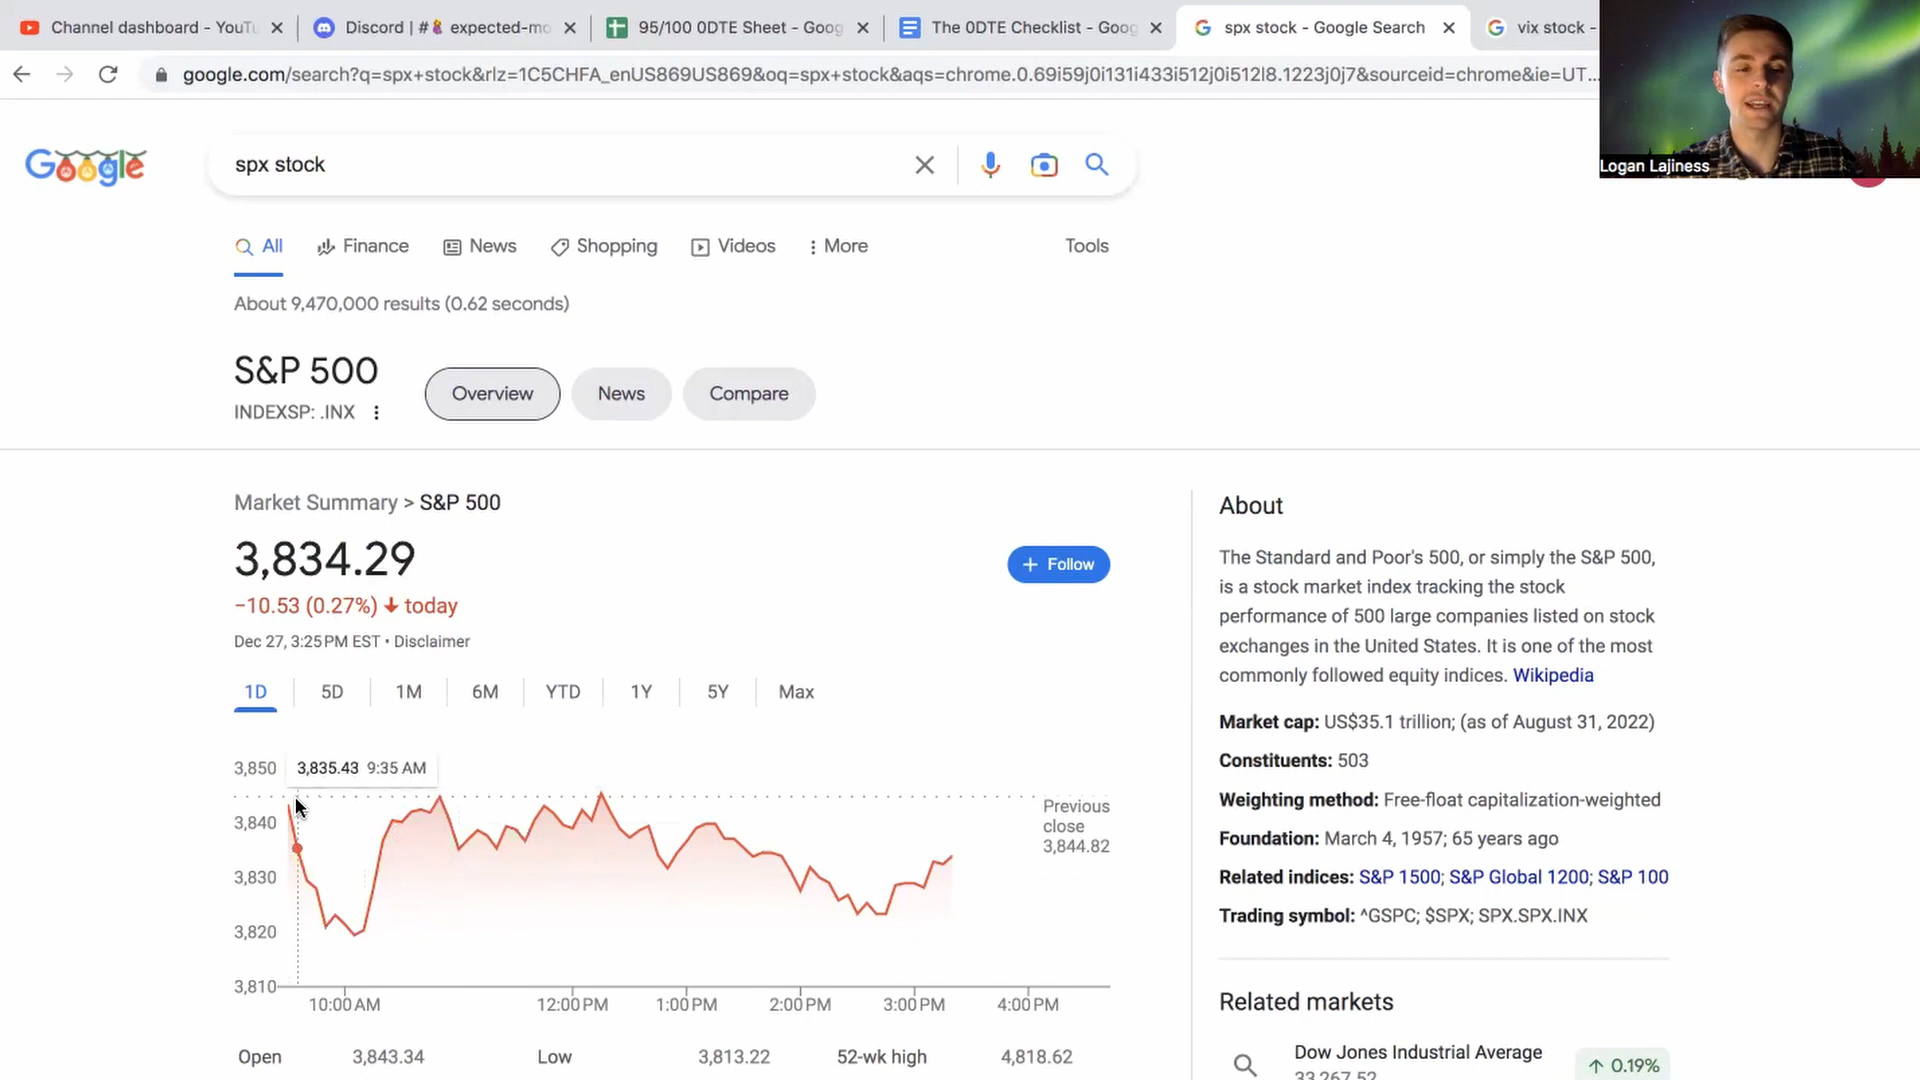 Channel dashboard - YouTu
Discord | # expected-mo
95/100 0DTE Sheet - Goog
The 0DTE Checklist - Goog
spx stock - Google Search
vix stock -
google.com/search?q=spx+stock&rlz=1C5CHFA_enUS869US869&oq=spx+stock&aqs=chrome.0.69i59j0i131i433i512j0i512l8.1223j0j7&sourceid=chrome&ie=UT...
Logan Lajiness
Google
spx stock
All
Finance
News
Shopping
Videos
More
Tools
About 9,470,000 results (0.62 seconds)
S&P 500
INDEXSP: .INX
Overview
News
Compare
Market Summary > S&P 500
3,834.29
−10.53 (0.27%) ↓ today
Dec 27, 3:25 PM EST • Disclaimer
+ Follow
1D
5D
1M
6M
YTD
1Y
5Y
Max
3,850
3,835.43 9:35 AM
3,840
3,830
3,820
3,810
Previous
close
3,844.82
10:00 AM
12:00 PM
1:00 PM
2:00 PM
3:00 PM
4:00 PM
Open 3,843.34
Low 3,813.22
52-wk high 4,818.62
About
The Standard and Poor's 500, or simply the S&P 500,
is a stock market index tracking the stock
performance of 500 large companies listed on stock
exchanges in the United States. It is one of the most
commonly followed equity indices. Wikipedia
Market cap: US$35.1 trillion; (as of August 31, 2022)
Constituents: 503
Weighting method: Free-float capitalization-weighted
Foundation: March 4, 1957; 65 years ago
Related indices: S&P 1500; S&P Global 1200; S&P 100
Trading symbol: ^GSPC; $SPX; SPX.SPX.INX
Related markets
Dow Jones Industrial Average
33,267.52
↑ 0.19%